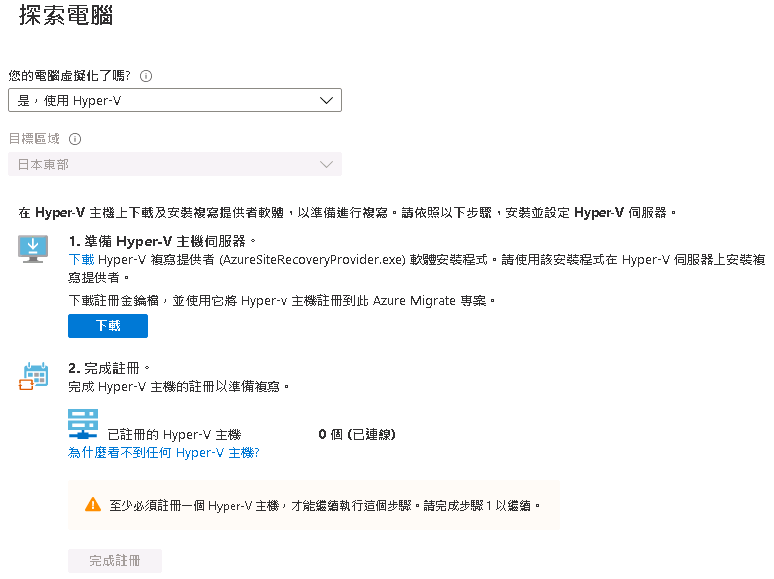 探索電腦
您的電腦虛擬化了嗎?
是，使用 Hyper-V
目標區域
日本東部
在 Hyper-V 主機上下載及安裝複寫提供者軟體，以準備進行複寫。請依照以下步驟，安裝並設定 Hyper-V 伺服器。
1. 準備 Hyper-V 主機伺服器。
下載 Hyper-V 複寫提供者 (AzureSiteRecoveryProvider.exe) 軟體安裝程式。請使用該安裝程式在 Hyper-V 伺服器上安裝複
寫提供者。
下載註冊金鑰檔，並使用它將 Hyper-v 主機註冊到此 Azure Migrate 專案。
下載
2. 完成註冊。
完成 Hyper-V 主機的註冊以準備複寫。
已註冊的 Hyper-V 主機 0 個 (已連線)
為什麼看不到任何 Hyper-V 主機?
至少必須註冊一個 Hyper-V 主機，才能繼續執行這個步驟。請完成步驟 1 以繼續。
完成註冊